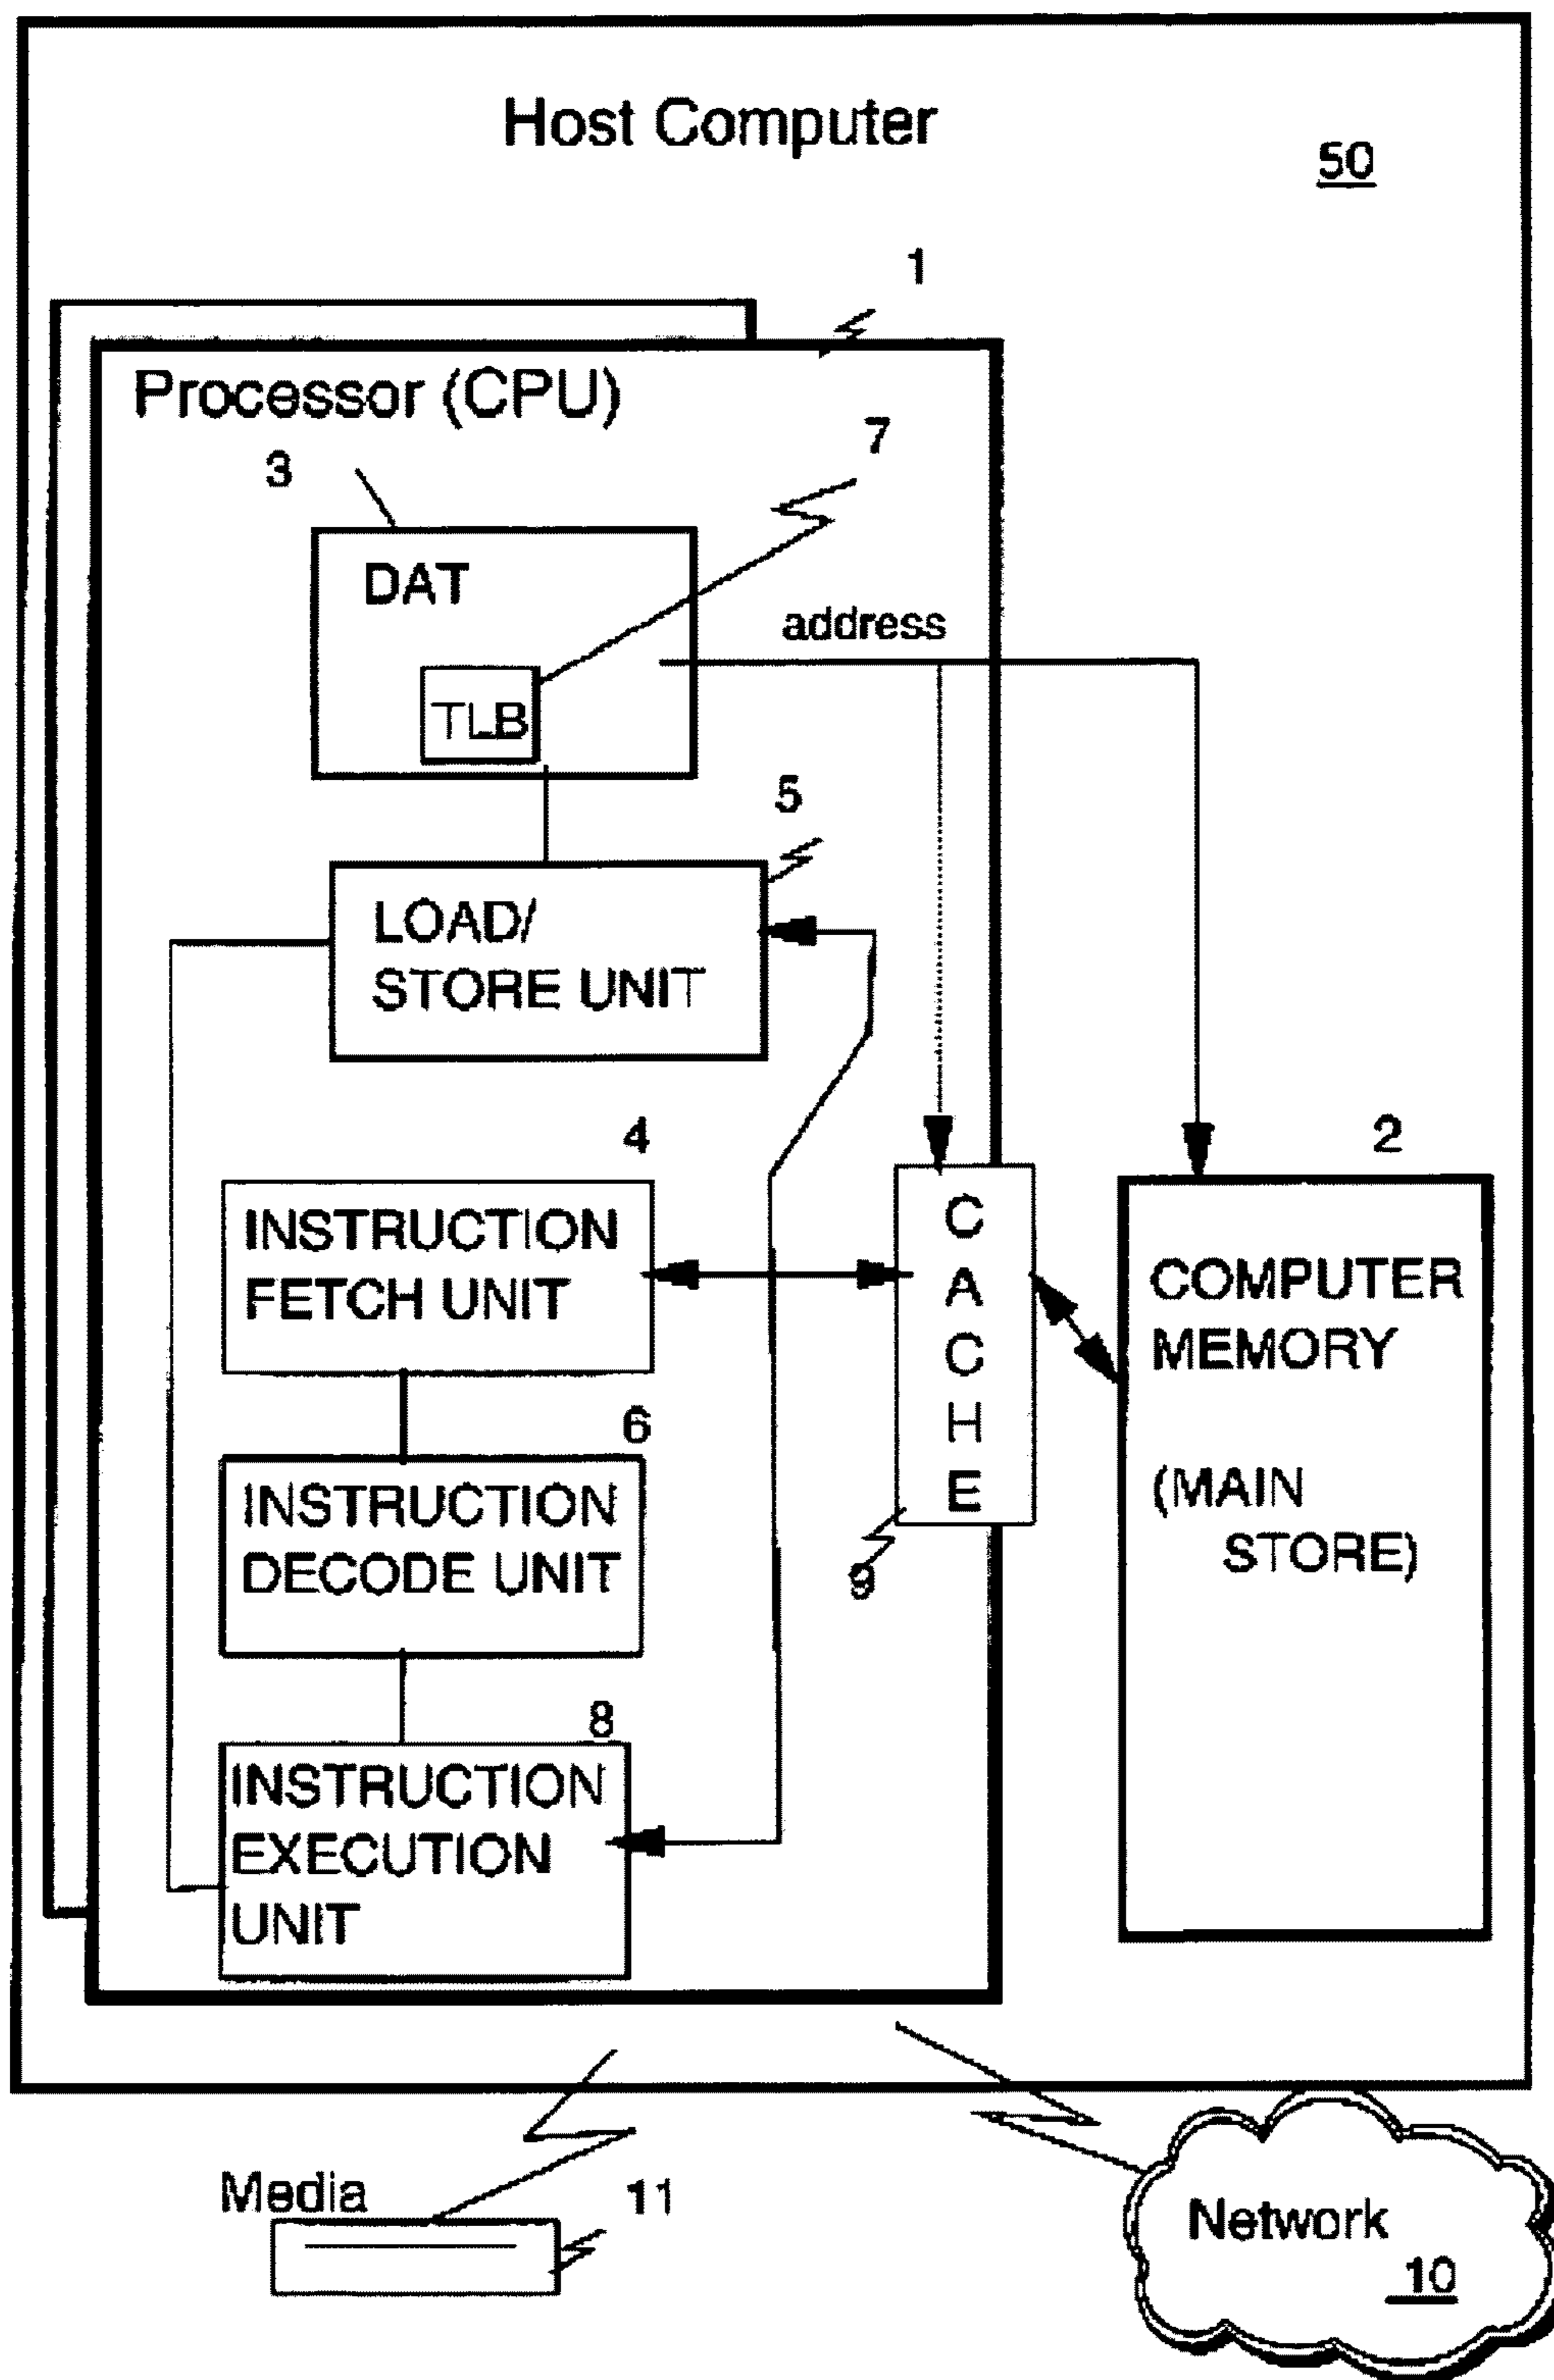 Host Computer
50
1
Processor (CPU)
7
3
DAT
address
TLB
5
LOAD/
STORE UNIT
4
2
INSTRUCTION
FETCH UNIT
CACHE
COMPUTER
MEMORY
(MAIN
STORE)
6
INSTRUCTION
DECODE UNIT
9
8
INSTRUCTION
EXECUTION
UNIT
Media
11
Network
10